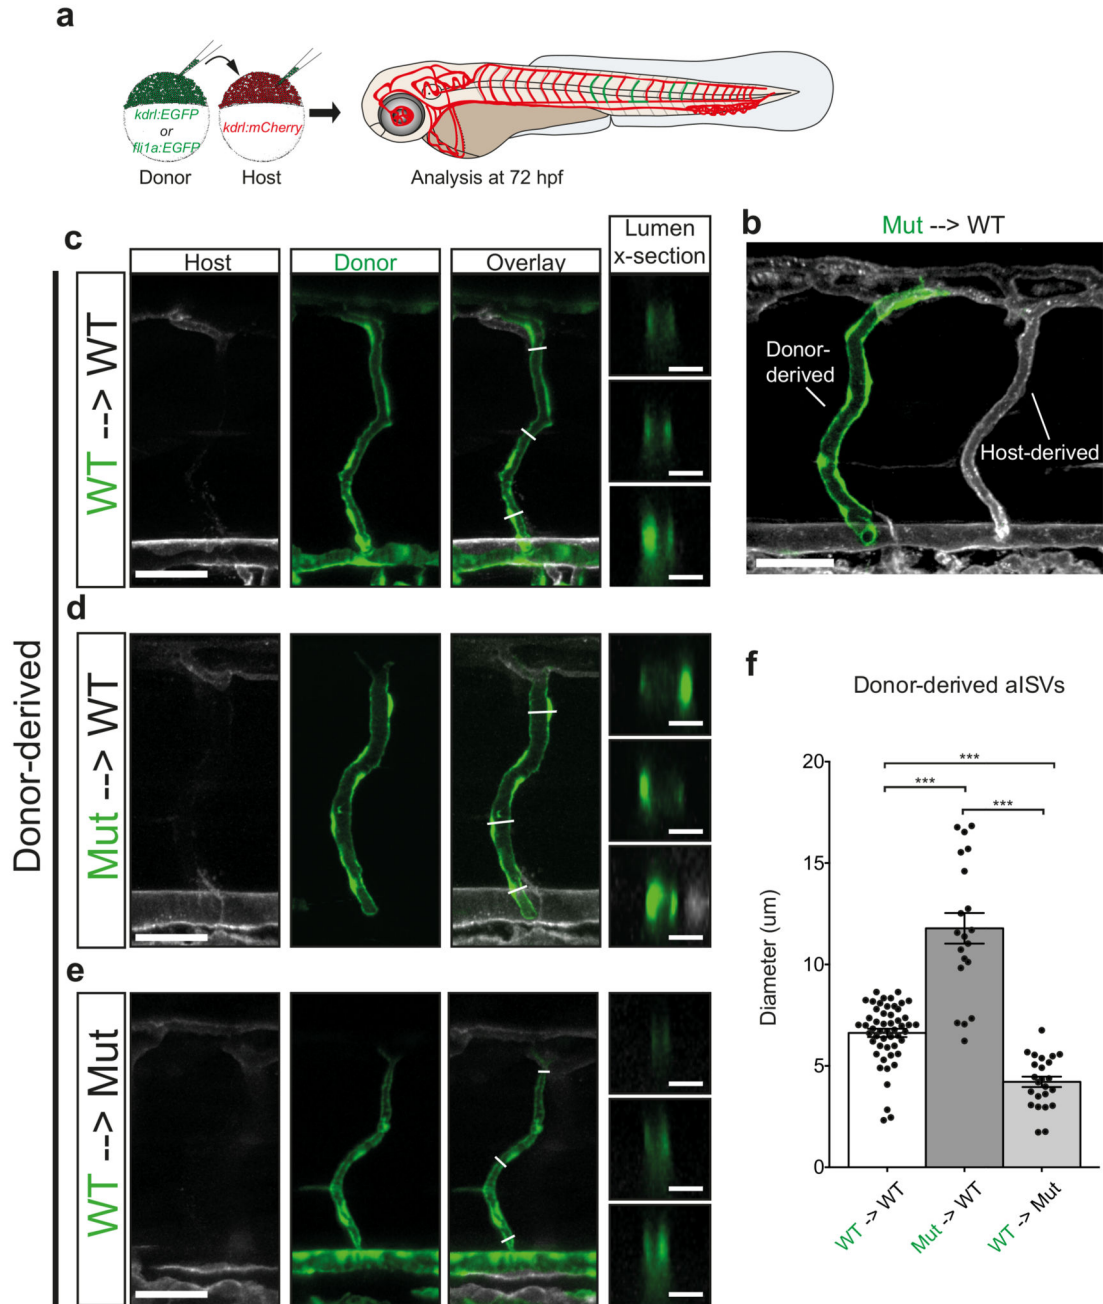 a
kdrl:EGFP
or
fli1a:EGFP
kdrl:mCherry
Donor
Host
Analysis at 72 hpf
c
Host
Donor
Overlay
Lumen
x-section
WT --> WT
b
Mut --> WT
Donor-
derived
Host-derived
d
Mut --> WT
Donor-derived
e
WT --> Mut
f
Donor-derived aISVs
***
***
***
20
15
10
5
0
Diameter (um)
WT -> WT
Mut -> WT
WT -> Mut